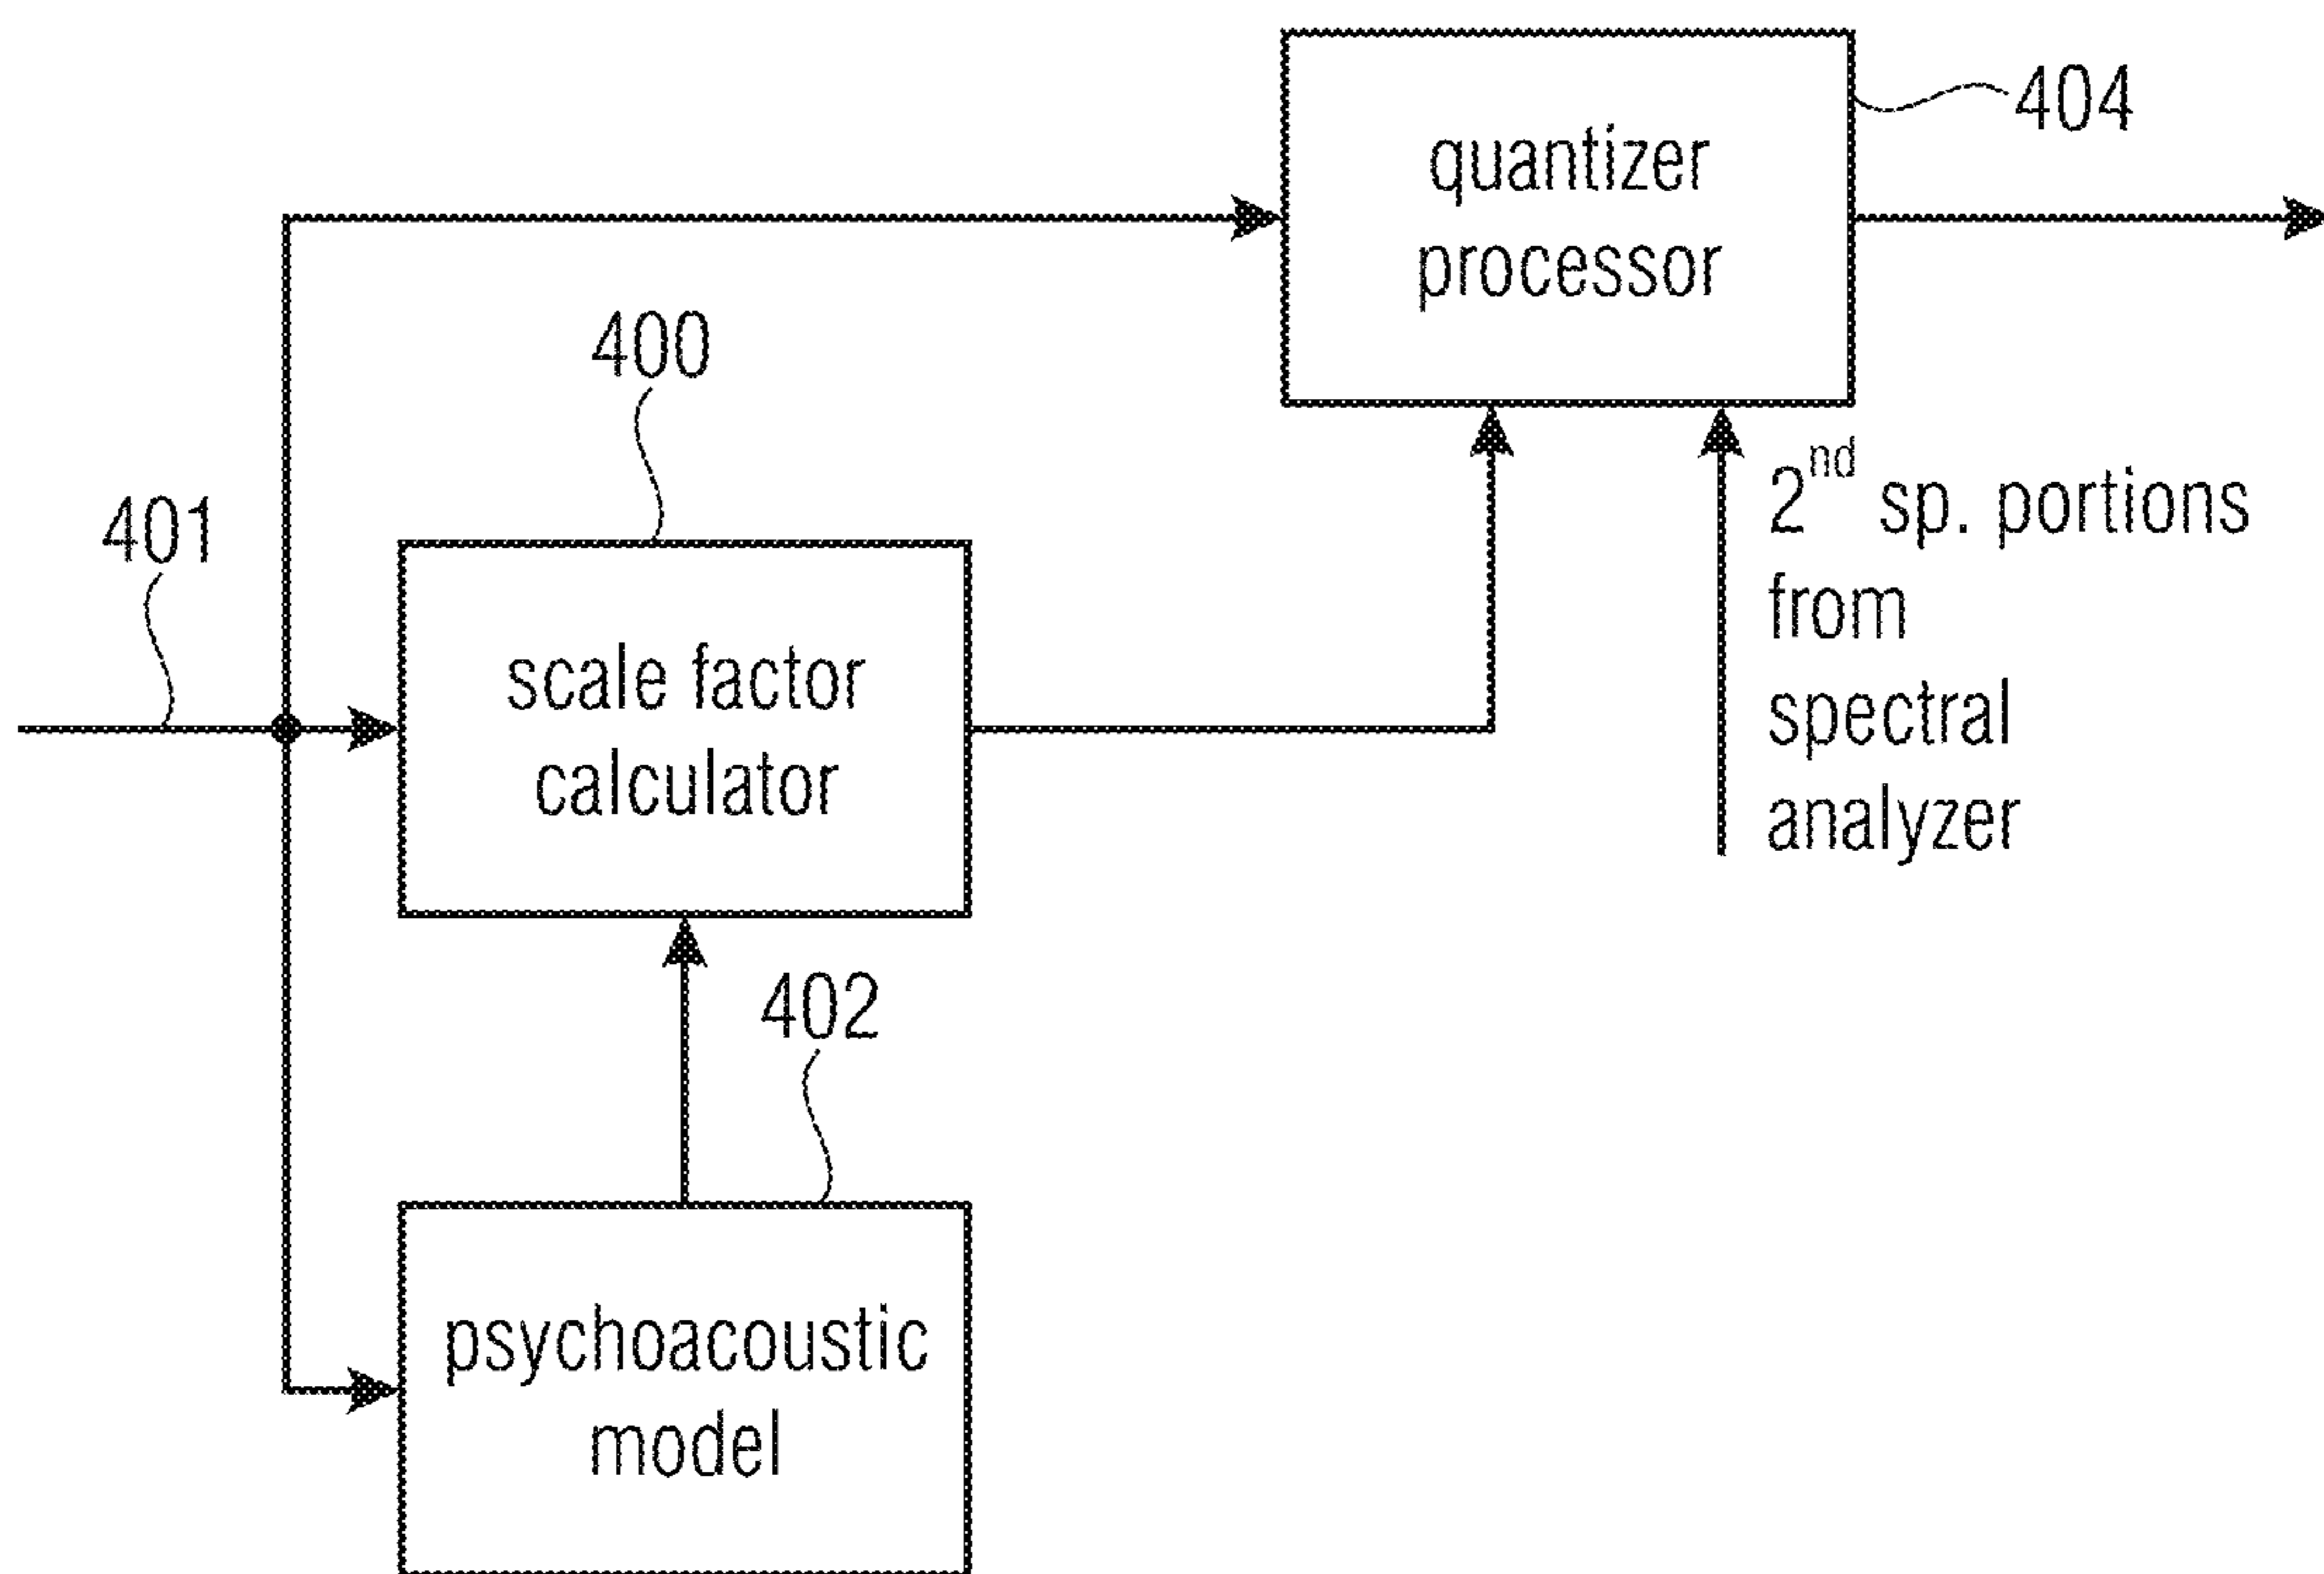 quantizer
processor
404
400
401
scale factor
calculator
2nd sp. portions
from
spectral
analyzer
402
psychoacoustic
model